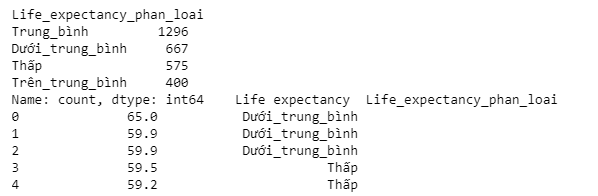 Life_expectancy_phan_loai
Trung_bình 1296
Dưới_trung_bình 667
Thấp 575
Trên_trung_bình 400
Name: count, dtype: int64 Life expectancy Life_expectancy_phan_loai
0 65.0 Dưới_trung_bình
1 59.9 Dưới_trung_bình
2 59.9 Dưới_trung_bình
3 59.5 Thấp
4 59.2 Thấp